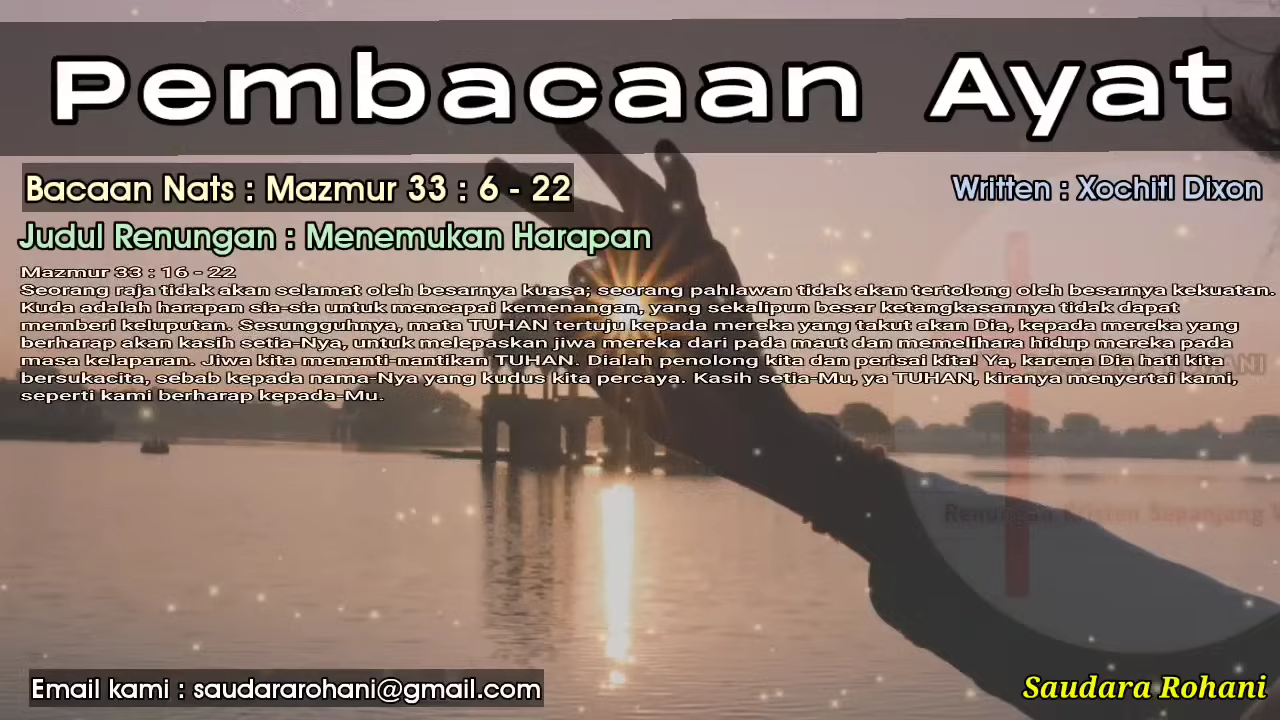 Pembacaan Ayat
Bacaan Nats : Mazmur 33 : 6 - 22
Written : Xochitl Dixon
Judul Renungan : Menemukan Harapan
Mazmur 33 : 16 - 22
Seorang raja tidak akan selamat oleh besarnya kuasa; seorang pahlawan tidak akan tertolong oleh besarnya kekuatan.
Kuda adalah harapan sia-sia untuk mencapai kemenangan, yang sekalipun besar ketangkasannya tidak dapat
memberi keluputan. Sesungguhnya, mata TUHAN tertuju kepada mereka yang takut akan Dia, kepada mereka yang
berharap akan kasih setia-Nya, untuk melepaskan jiwa mereka dari pada maut dan memelihara hidup mereka pada
masa kelaparan. Jiwa kita menanti-nantikan TUHAN. Dialah penolong kita dan perisai kita! Ya, karena Dia hati kita
bersukacita, sebab kepada nama-Nya yang kudus kita percaya. Kasih setia-Mu, ya TUHAN, kiranya menyertai kami,
seperti kami berharap kepada-Mu.
Renungan Kristen Sepanjang
Email kami : saudararohani@gmail.com
Saudara Rohani